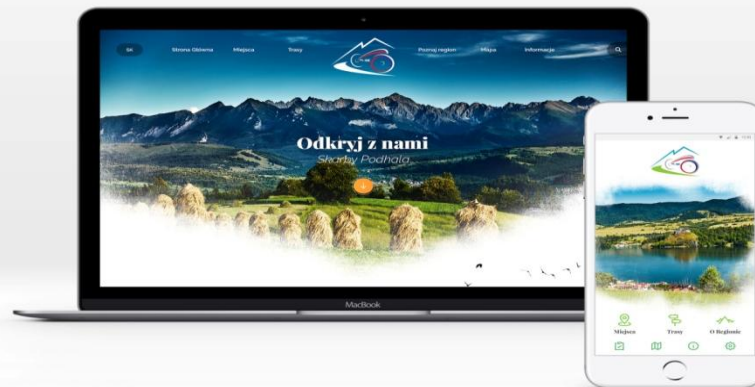 SK
Strona Główna
Miejsca
Trasy
Poznaj region
Mapa
Informacje
Odkryj z nami
Skarby Podhala
MacBook
Miejsca
Trasy
O Regionie